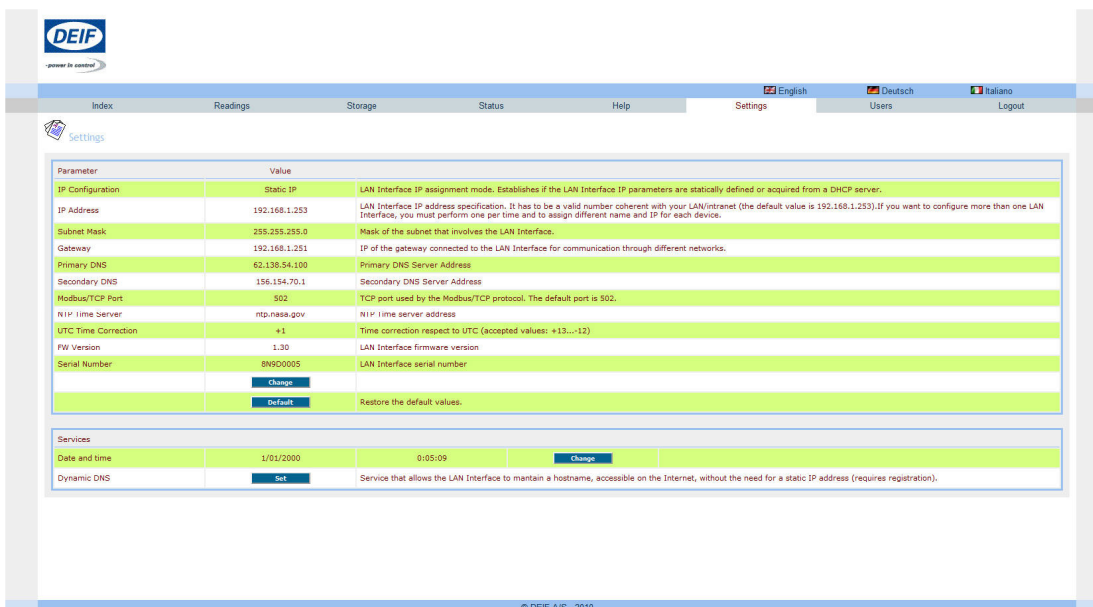 DEIF
-power in control
English Deutsch Italiano
Index Readings Storage Status Help Settings Users Logout
Settings
Parameter Value
IP Configuration Static IP LAN Interface IP assignment mode. Establishes if the LAN Interface IP parameters are statically defined or acquired from a DHCP server.
IP Address 192.168.1.253 LAN Interface IP address specification. It has to be a valid number coherent with your LAN/intranet (the default value is 192.168.1.253).If you want to configure more than one LAN
Interface, you must perform one per time and to assign different name and IP for each device.
Subnet Mask 255.255.255.0 Mask of the subnet that involves the LAN Interface.
Gateway 192.168.1.251 IP of the gateway connected to the LAN Interface for communication through different networks.
Primary DNS 62.138.54.100 Primary DNS Server Address
Secondary DNS 156.154.70.1 Secondary DNS Server Address
Modbus/TCP Port 502 TCP port used by the Modbus/TCP protocol. The default port is 502.
NTP Time Server ntp.nasa.gov NTP Time server address
UTC Time Correction +1 Time correction respect to UTC (accepted values: +13...-12)
FW Version 1.30 LAN Interface firmware version
Serial Number 8N9D0005 LAN Interface serial number
Change
Default Restore the default values.
Services
Date and time 1/01/2000 0:05:09 Change
Dynamic DNS Set Service that allows the LAN Interface to mantain a hostname, accessible on the Internet, without the need for a static IP address (requires registration).
© DEIF A/S - 2010